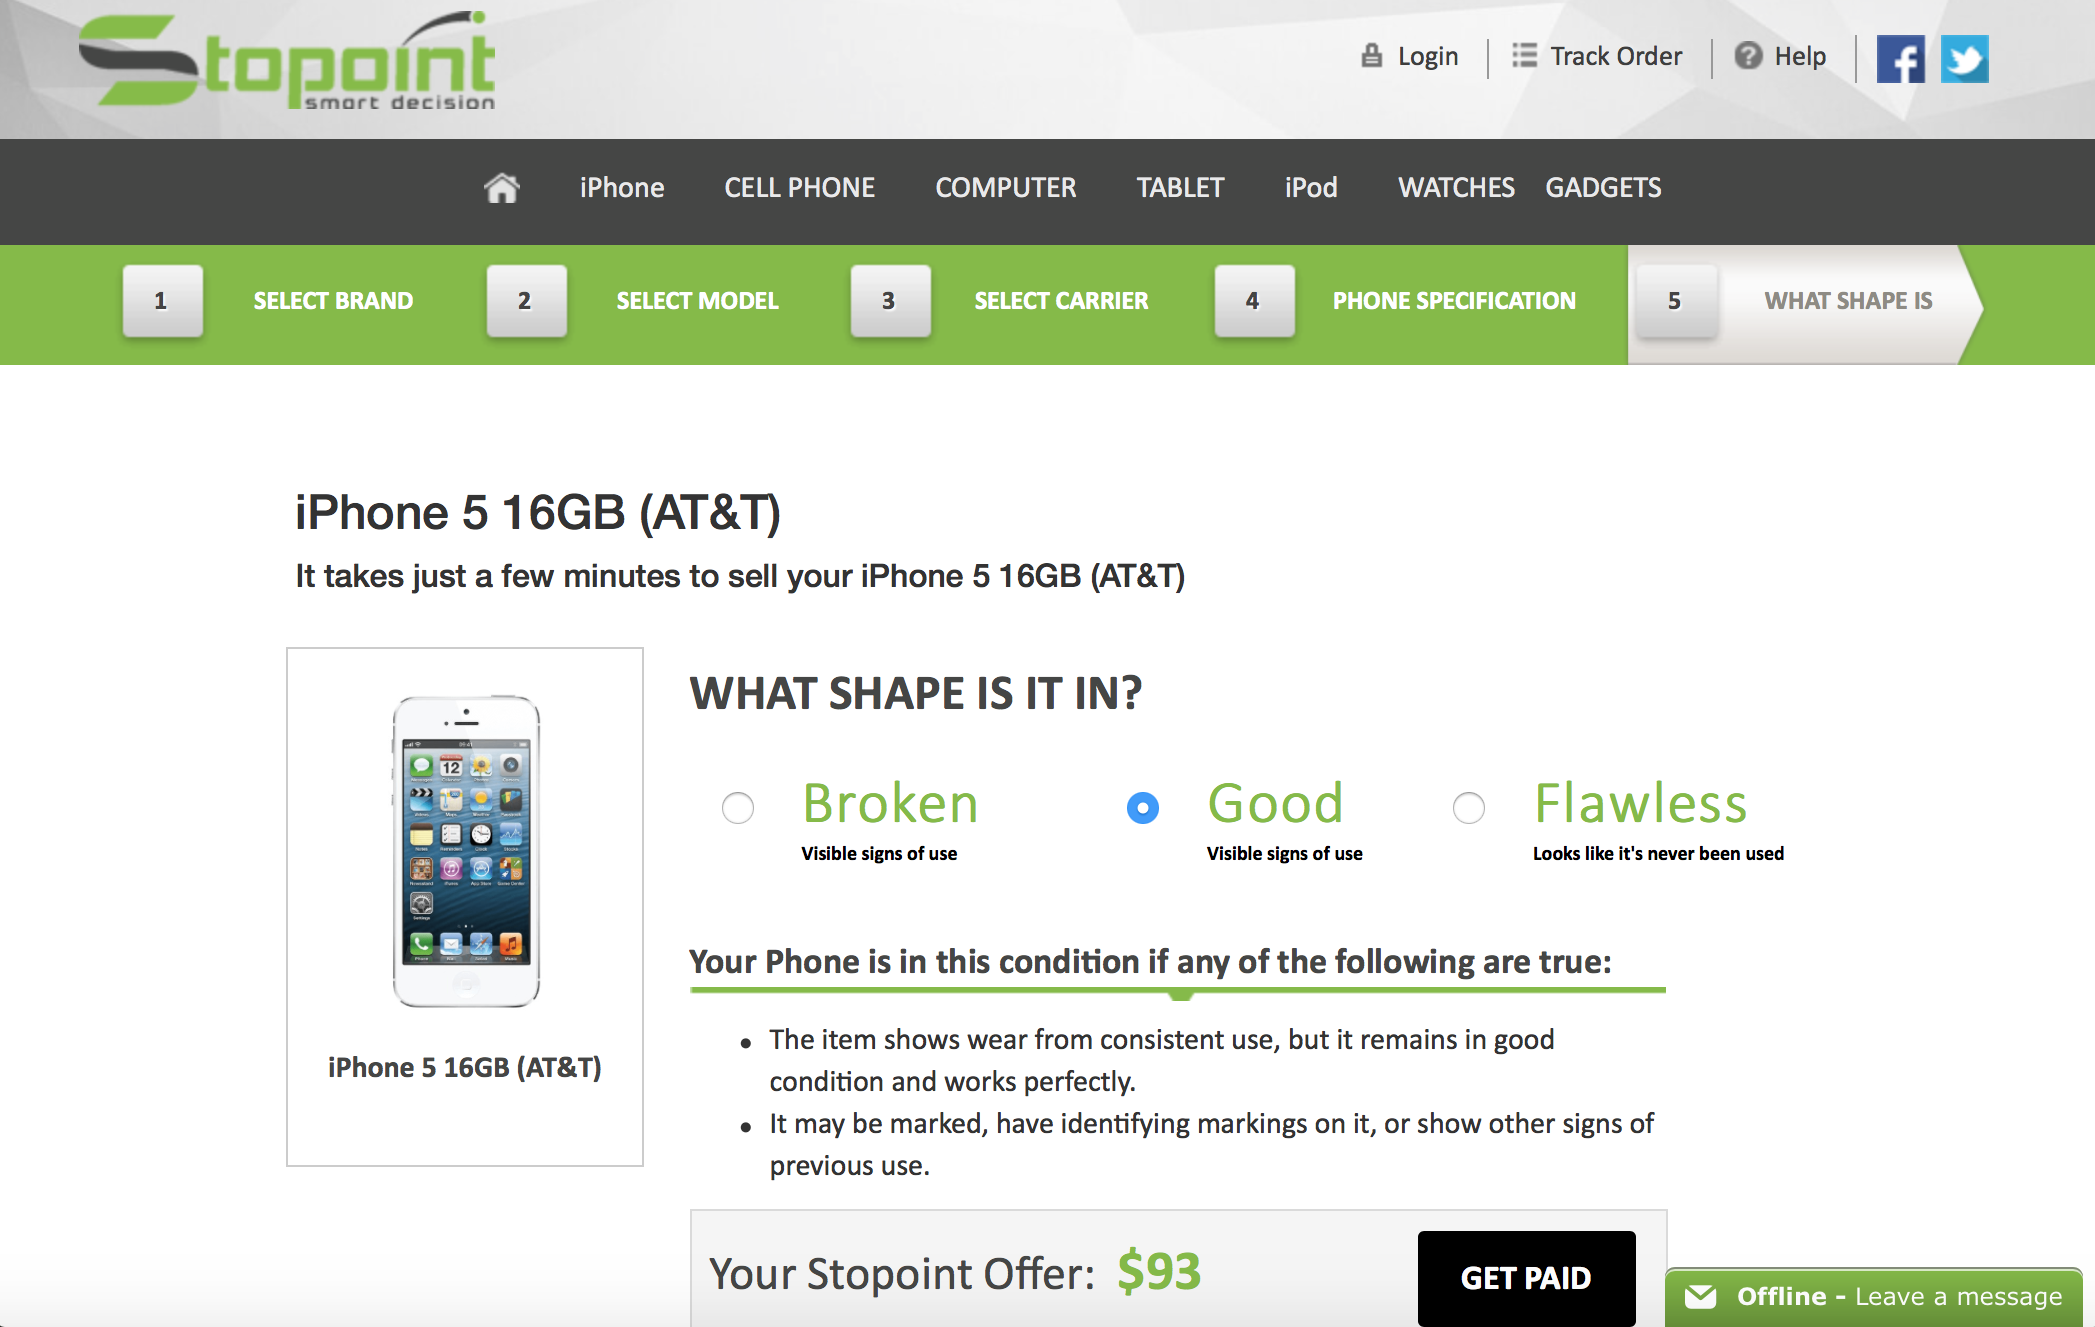 Stopoint
smart decision
Login
Track Order
Help
iPhone
CELL PHONE
COMPUTER
TABLET
iPod
WATCHES
GADGETS
1
SELECT BRAND
2
SELECT MODEL
3
SELECT CARRIER
4
PHONE SPECIFICATION
5
WHAT SHAPE IS
iPhone 5 16GB (AT&T)
It takes just a few minutes to sell your iPhone 5 16GB (AT&T)
12
iPhone 5 16GB (AT&T)
WHAT SHAPE IS IT IN?
Broken
Visible signs of use
Good
Visible signs of use
Flawless
Looks like it's never been used
Your Phone is in this condition if any of the following are true:
The item shows wear from consistent use, but it remains in good
condition and works perfectly.
It may be marked, have identifying markings on it, or show other signs of
previous use.
Your Stopoint Offer: $93
GET PAID
Offline - Leave a message